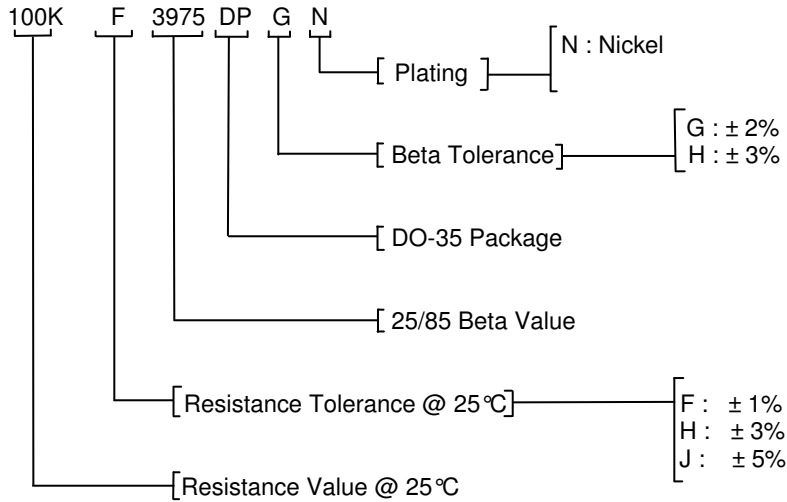 100K F 3975 DP G N
N : Nickel
Plating
G : ± 2%
Beta Tolerance
H : ± 3%
DO-35 Package
25/85 Beta Value
Resistance Tolerance @ 25℃
F : ± 1%
H : ± 3%
J : ± 5%
Resistance Value @ 25℃